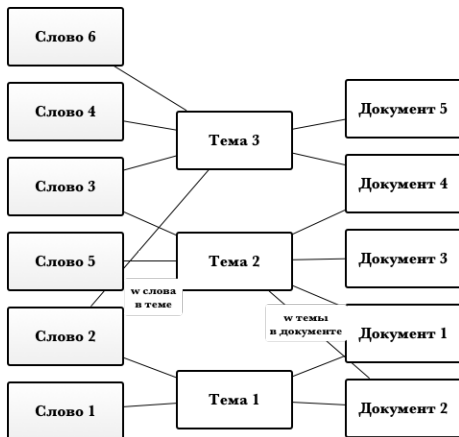 Слово 6
Слово 4
Слово 3
Слово 5
Слово 2
Слово 1
Тема 3
Тема 2
Тема 1
w слова
в теме
w темы
в документе
Документ 5
Документ 4
Документ 3
Документ 1
Документ 2